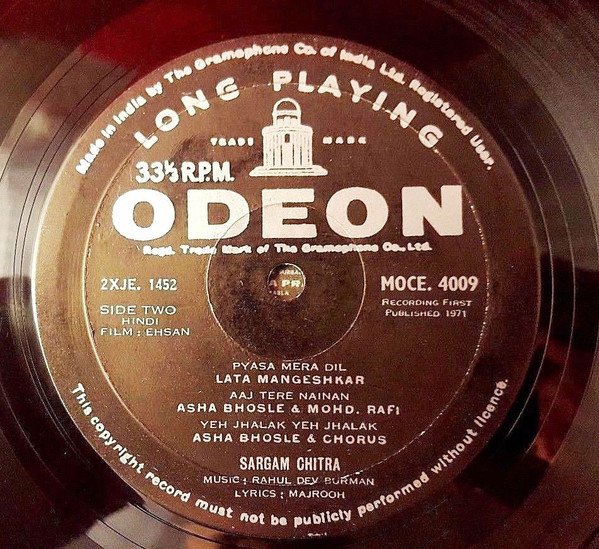 Made in India by The Gramophone Co. of India Ltd. Registered User.
LONG PLAYING
TRADE MARK
33⅓ R.P.M.
ODEON
Regd. Trade Mark of The Gramophone Co., Ltd.
2XJE. 1452
MOCE. 4009
SIDE TWO
HINDI
FILM : EHSAN
RECORDING FIRST
PUBLISHED 1971
PYASA MERA DIL
LATA MANGESHKAR
AAJ TERE NAINAN
ASHA BHOSLE & MOHD. RAFI
YEH JHALAK YEH JHALAK
ASHA BHOSLE & CHORUS
SARGAM CHITRA
MUSIC : RAHUL DEV BURMAN
LYRICS : MAJROOH
This copyright record must not be publicly performed without licence.